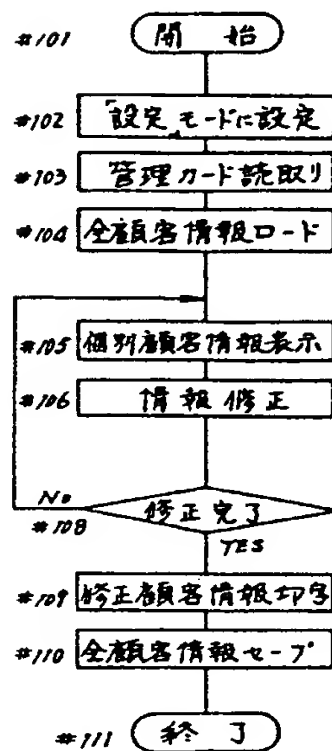 #101 開始
#102 「設定」モードに設定
#103 管理カード読取り
#104 全顧客情報ロード
#105 個別顧客情報表示
#106 情報修正
No
#108 修正完了
YES
#109 修正顧客情報印字
#110 全顧客情報セーブ
#111 終了